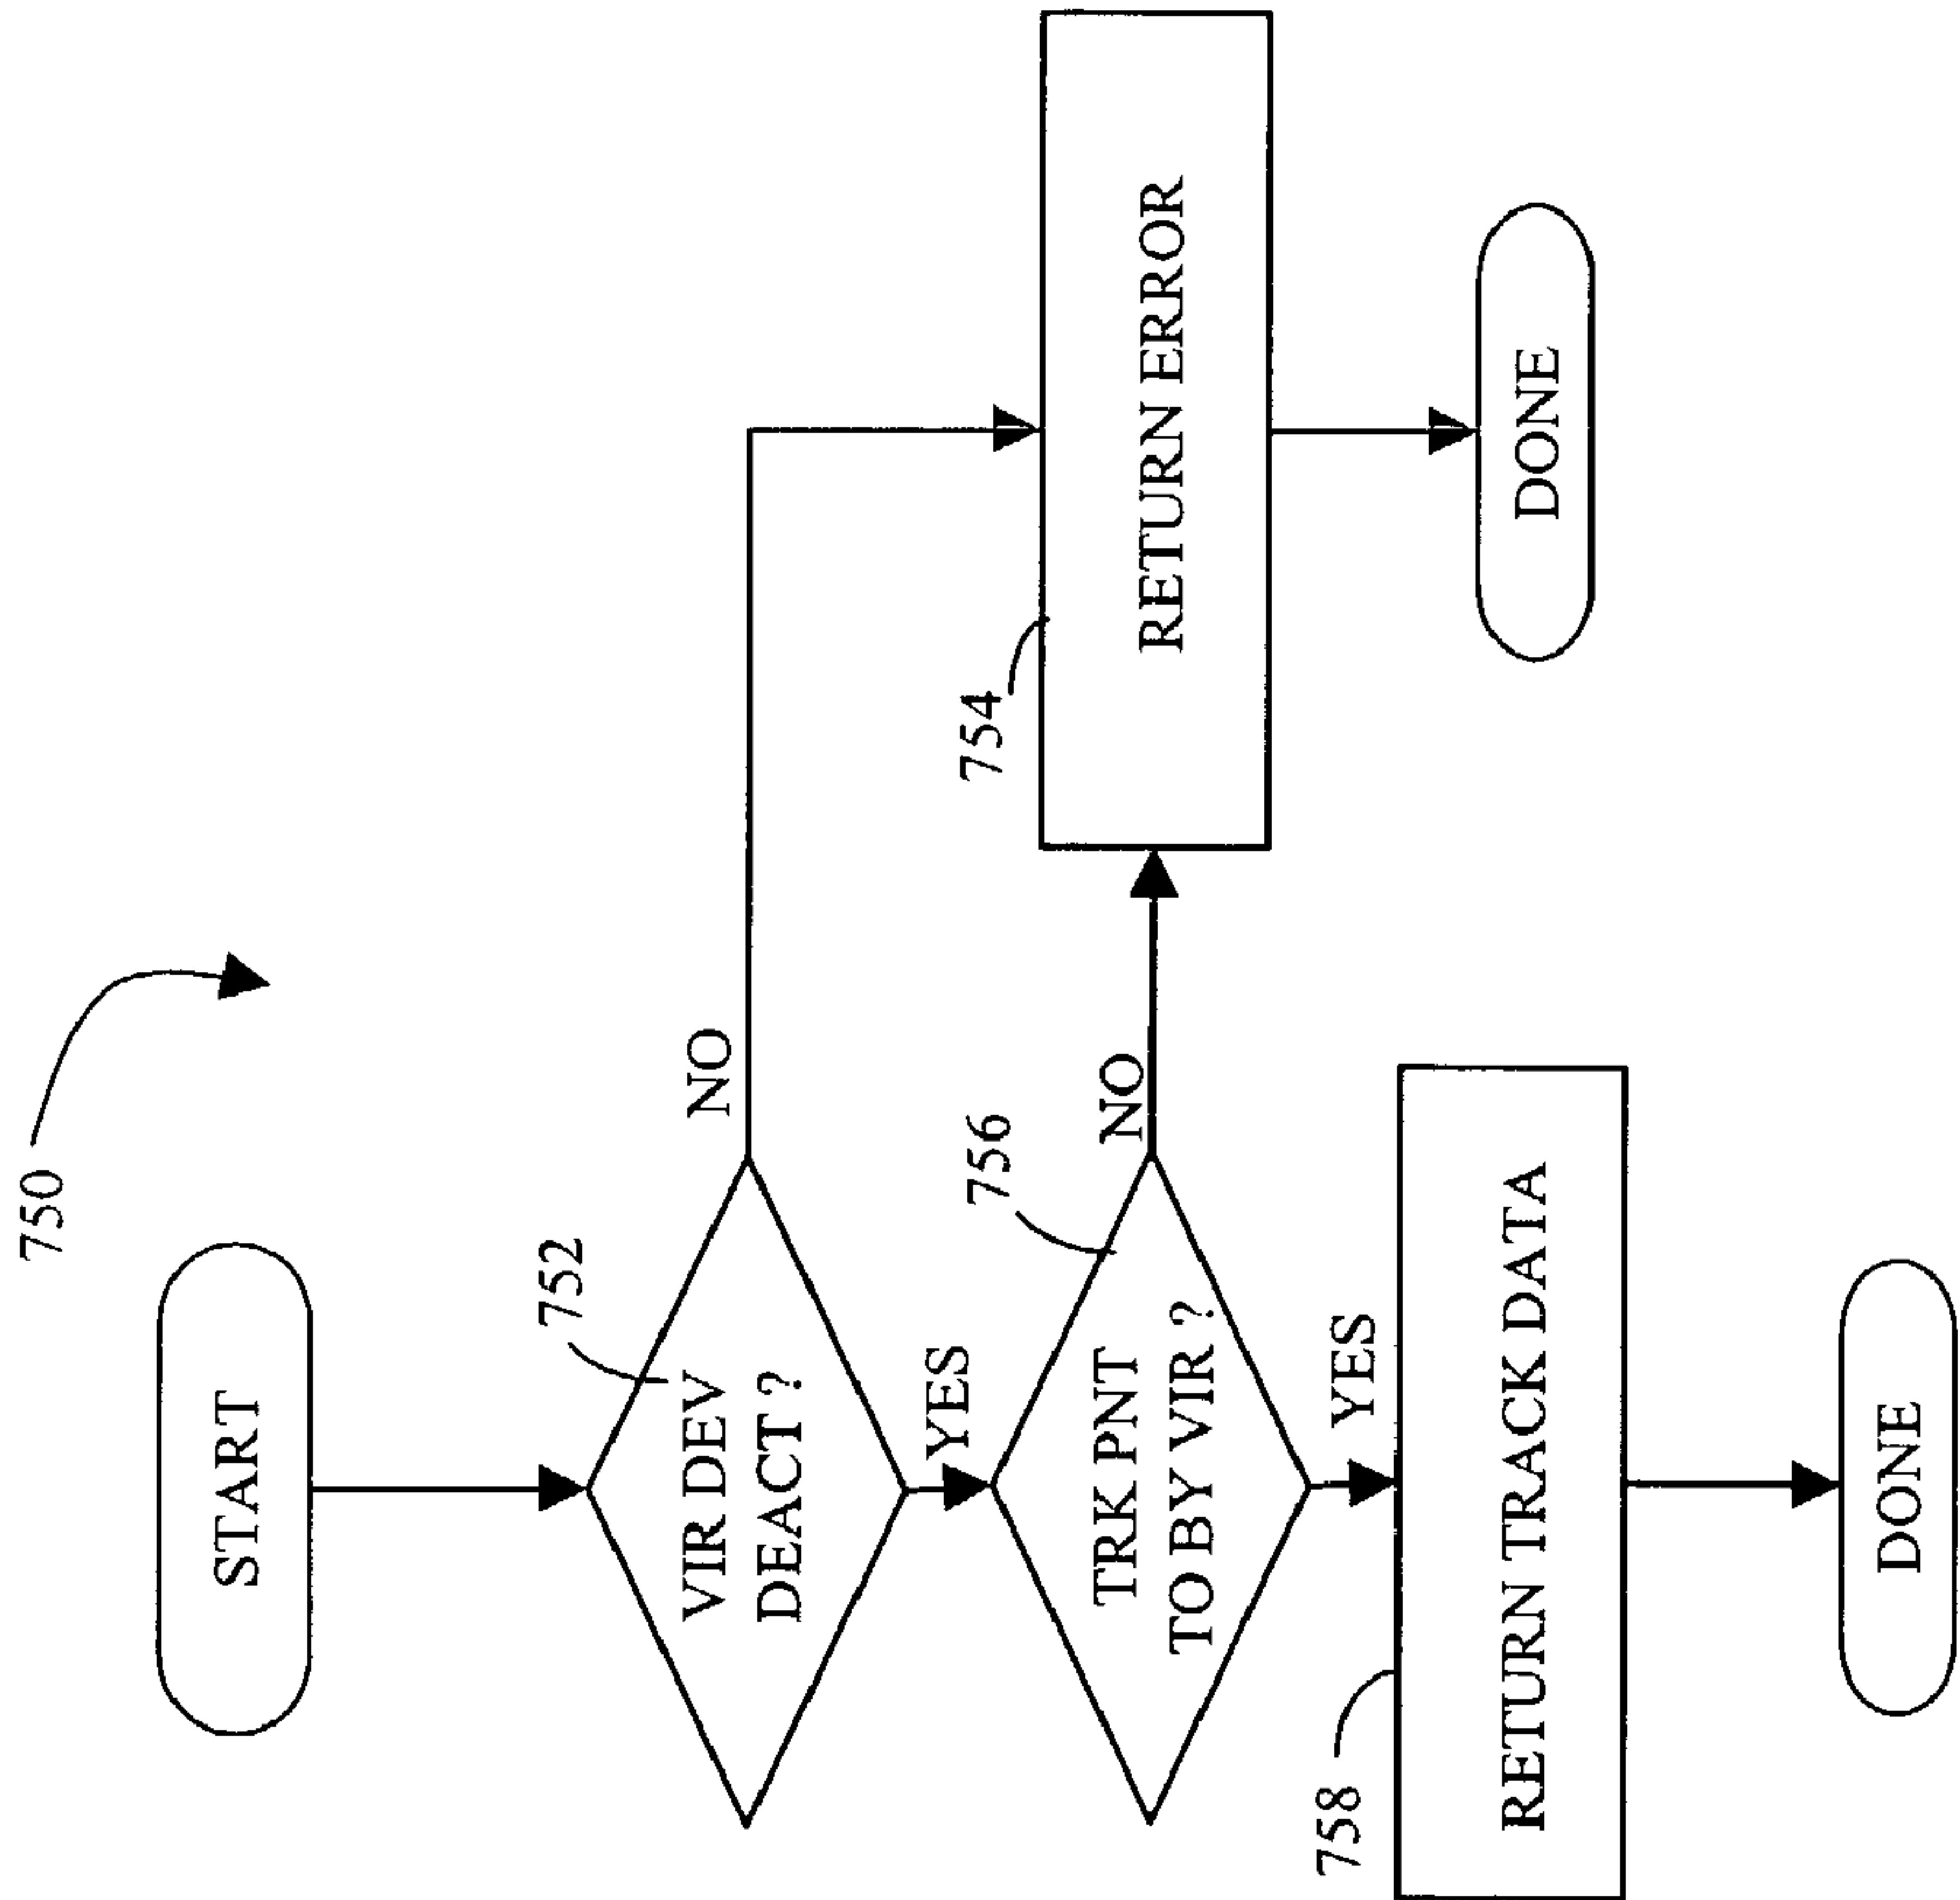 750
START
752
VIR DEV
DEACT ?
NO
YES
756
TRK PNT
TO BY VIR ?
NO
754
RETURN ERROR
DONE
YES
758
RETURN TRACK DATA
DONE